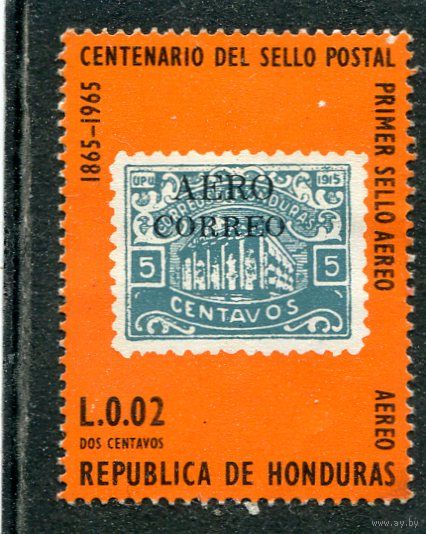 CENTENARIO DEL SELLO POSTAL
1865-1965
PRIMER SELLO AEREO
UPU 1915
AERO
CORREO
5 5
CENTAVOS
L.0.02
DOS CENTAVOS
AEREO
REPUBLICA DE HONDURAS
www.ay.by